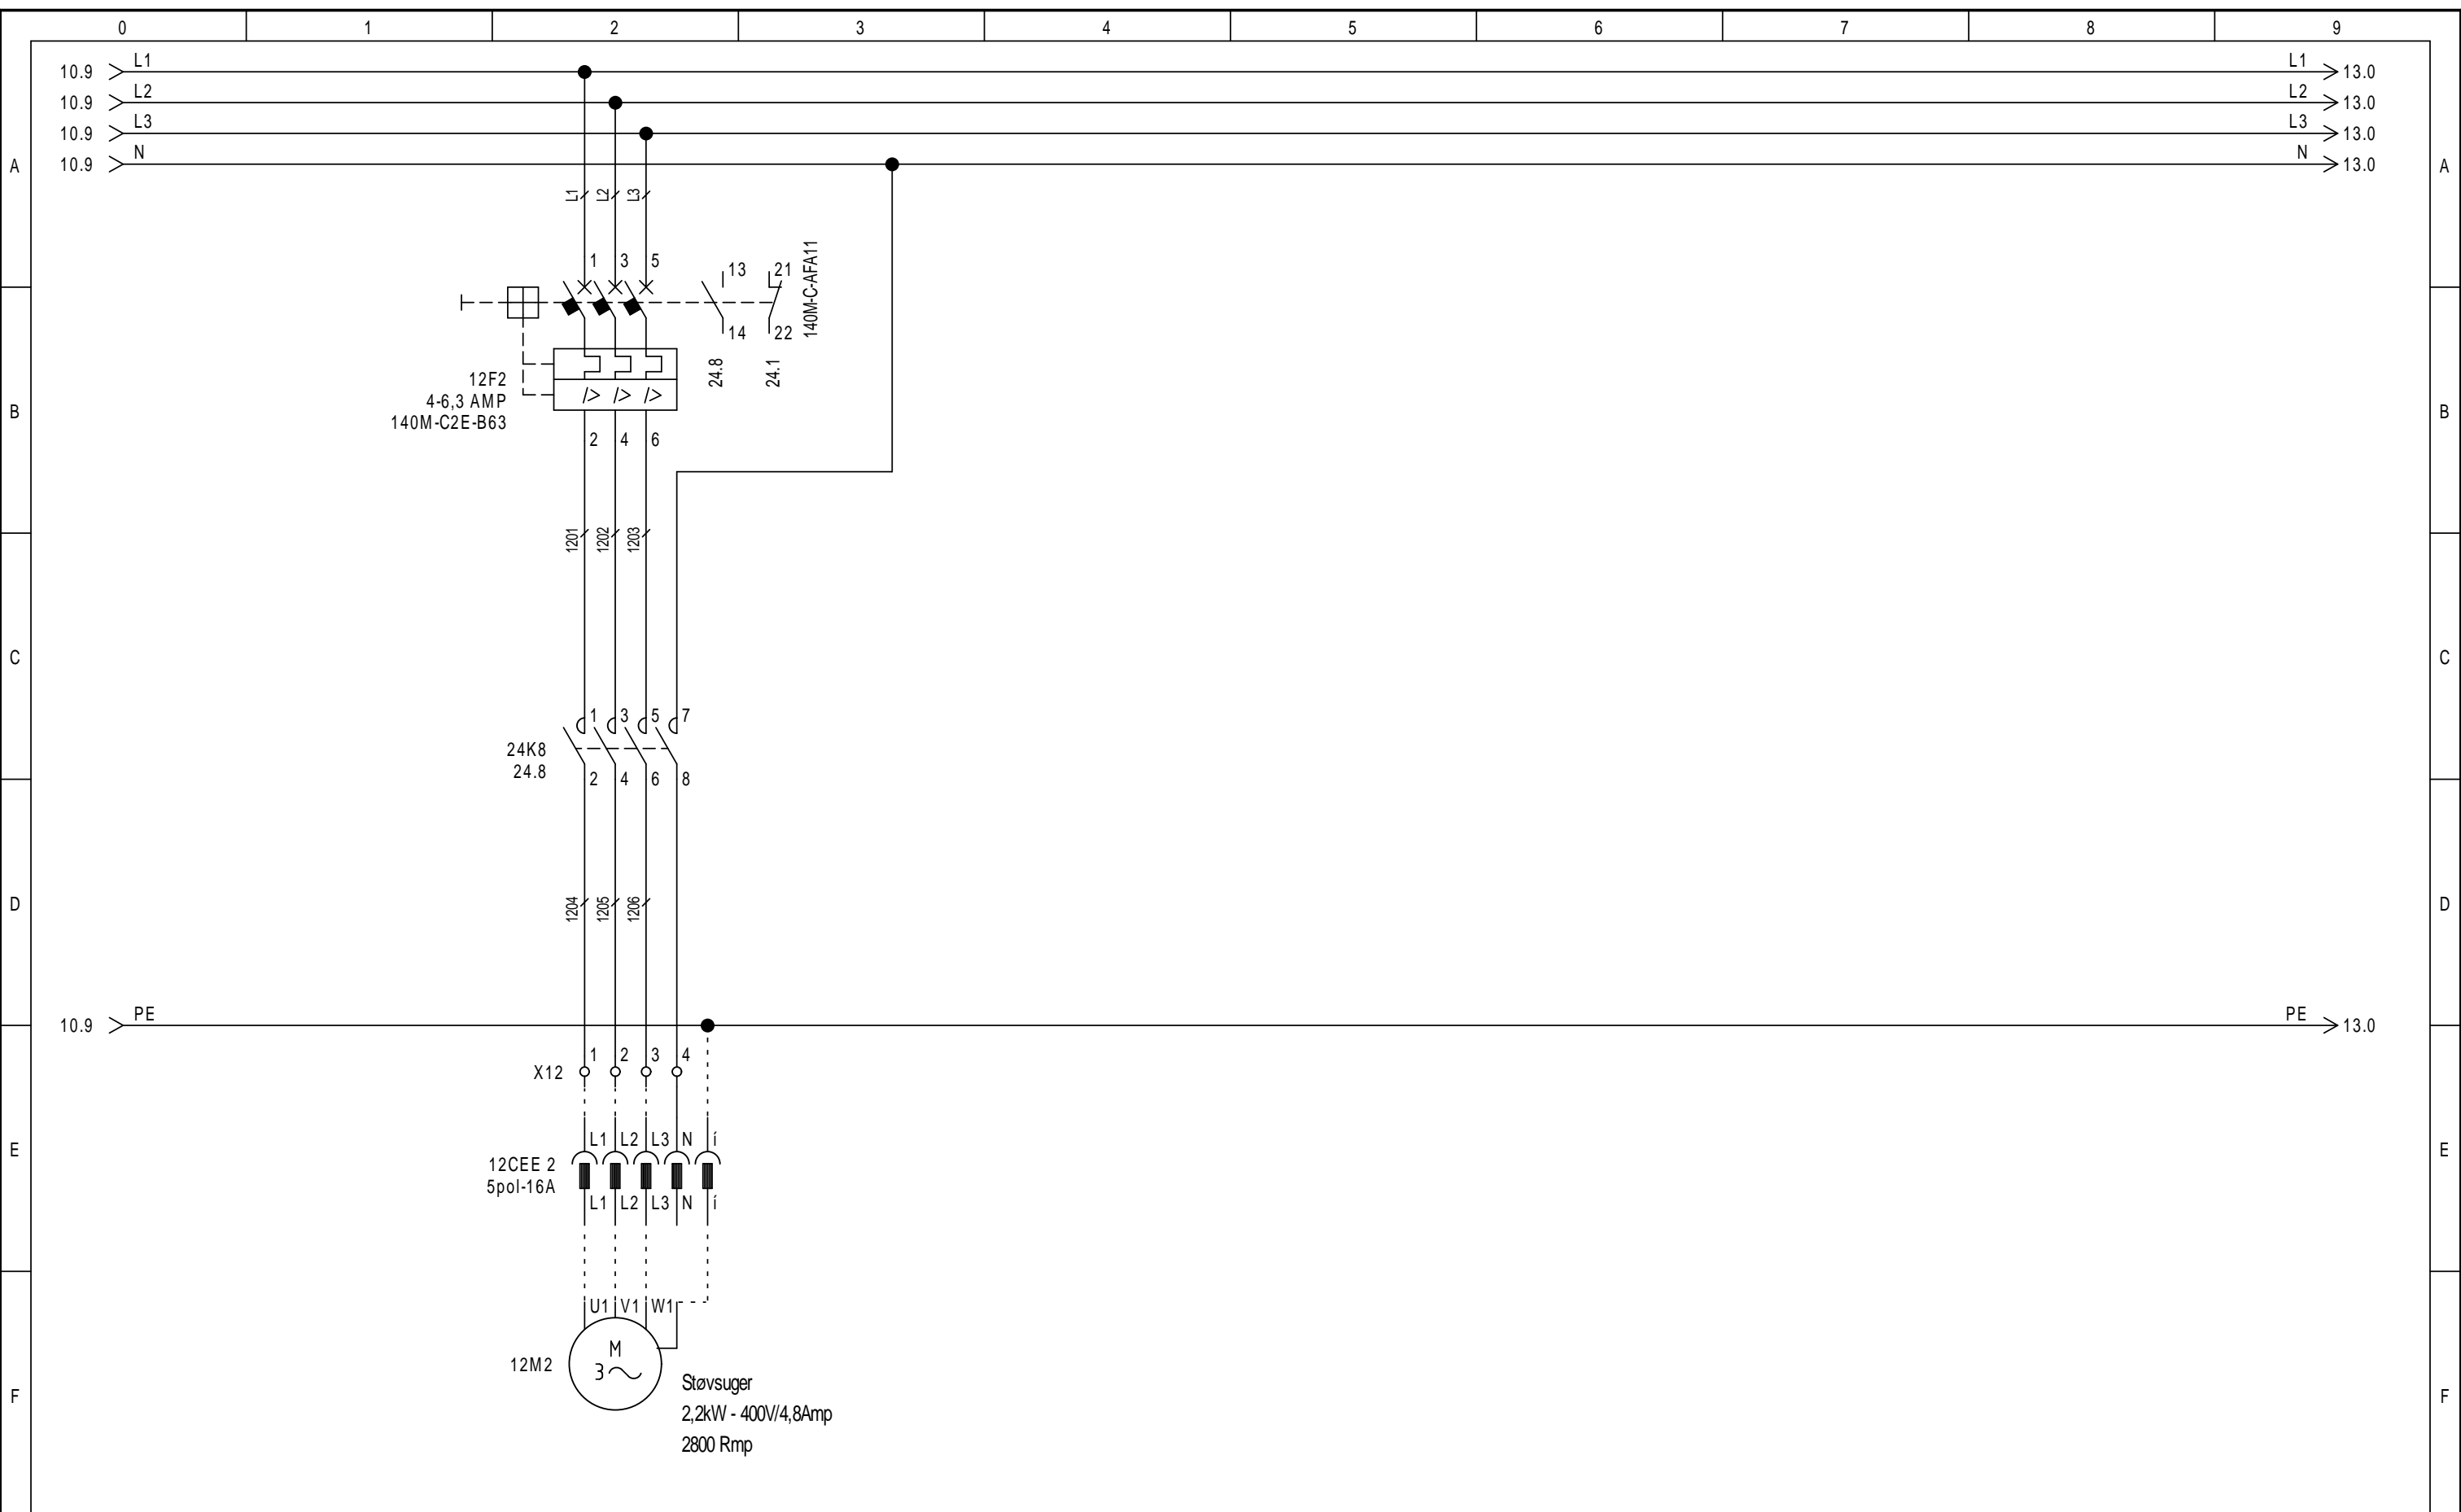 0 1 2 3 4 5 6 7 8 9
10.9 L1 L1 13.0
10.9 L2 L2 13.0
10.9 L3 L3 13.0
10.9 N N 13.0
A A
L1 L2 L3
1 3 5 13 21
140M-C-AFA11
14 22
24.8 24.1
12F2
4-6,3 AMP
140M-C2E-B63
/> /> />
B B
2 4 6
1201 1202 1203
C C
1 3 5 7
24K8
24.8
2 4 6 8
1204 1205 1206
D D
10.9 PE PE 13.0
1 2 3 4
X12
L1 L2 L3 N í
E E
12CEE 2
5pol-16A
L1 L2 L3 N í
U1 V1 W1
M
3~
12M2
Støvsuger
2,2kW - 400V/4,8Amp
2800 Rmp
F F